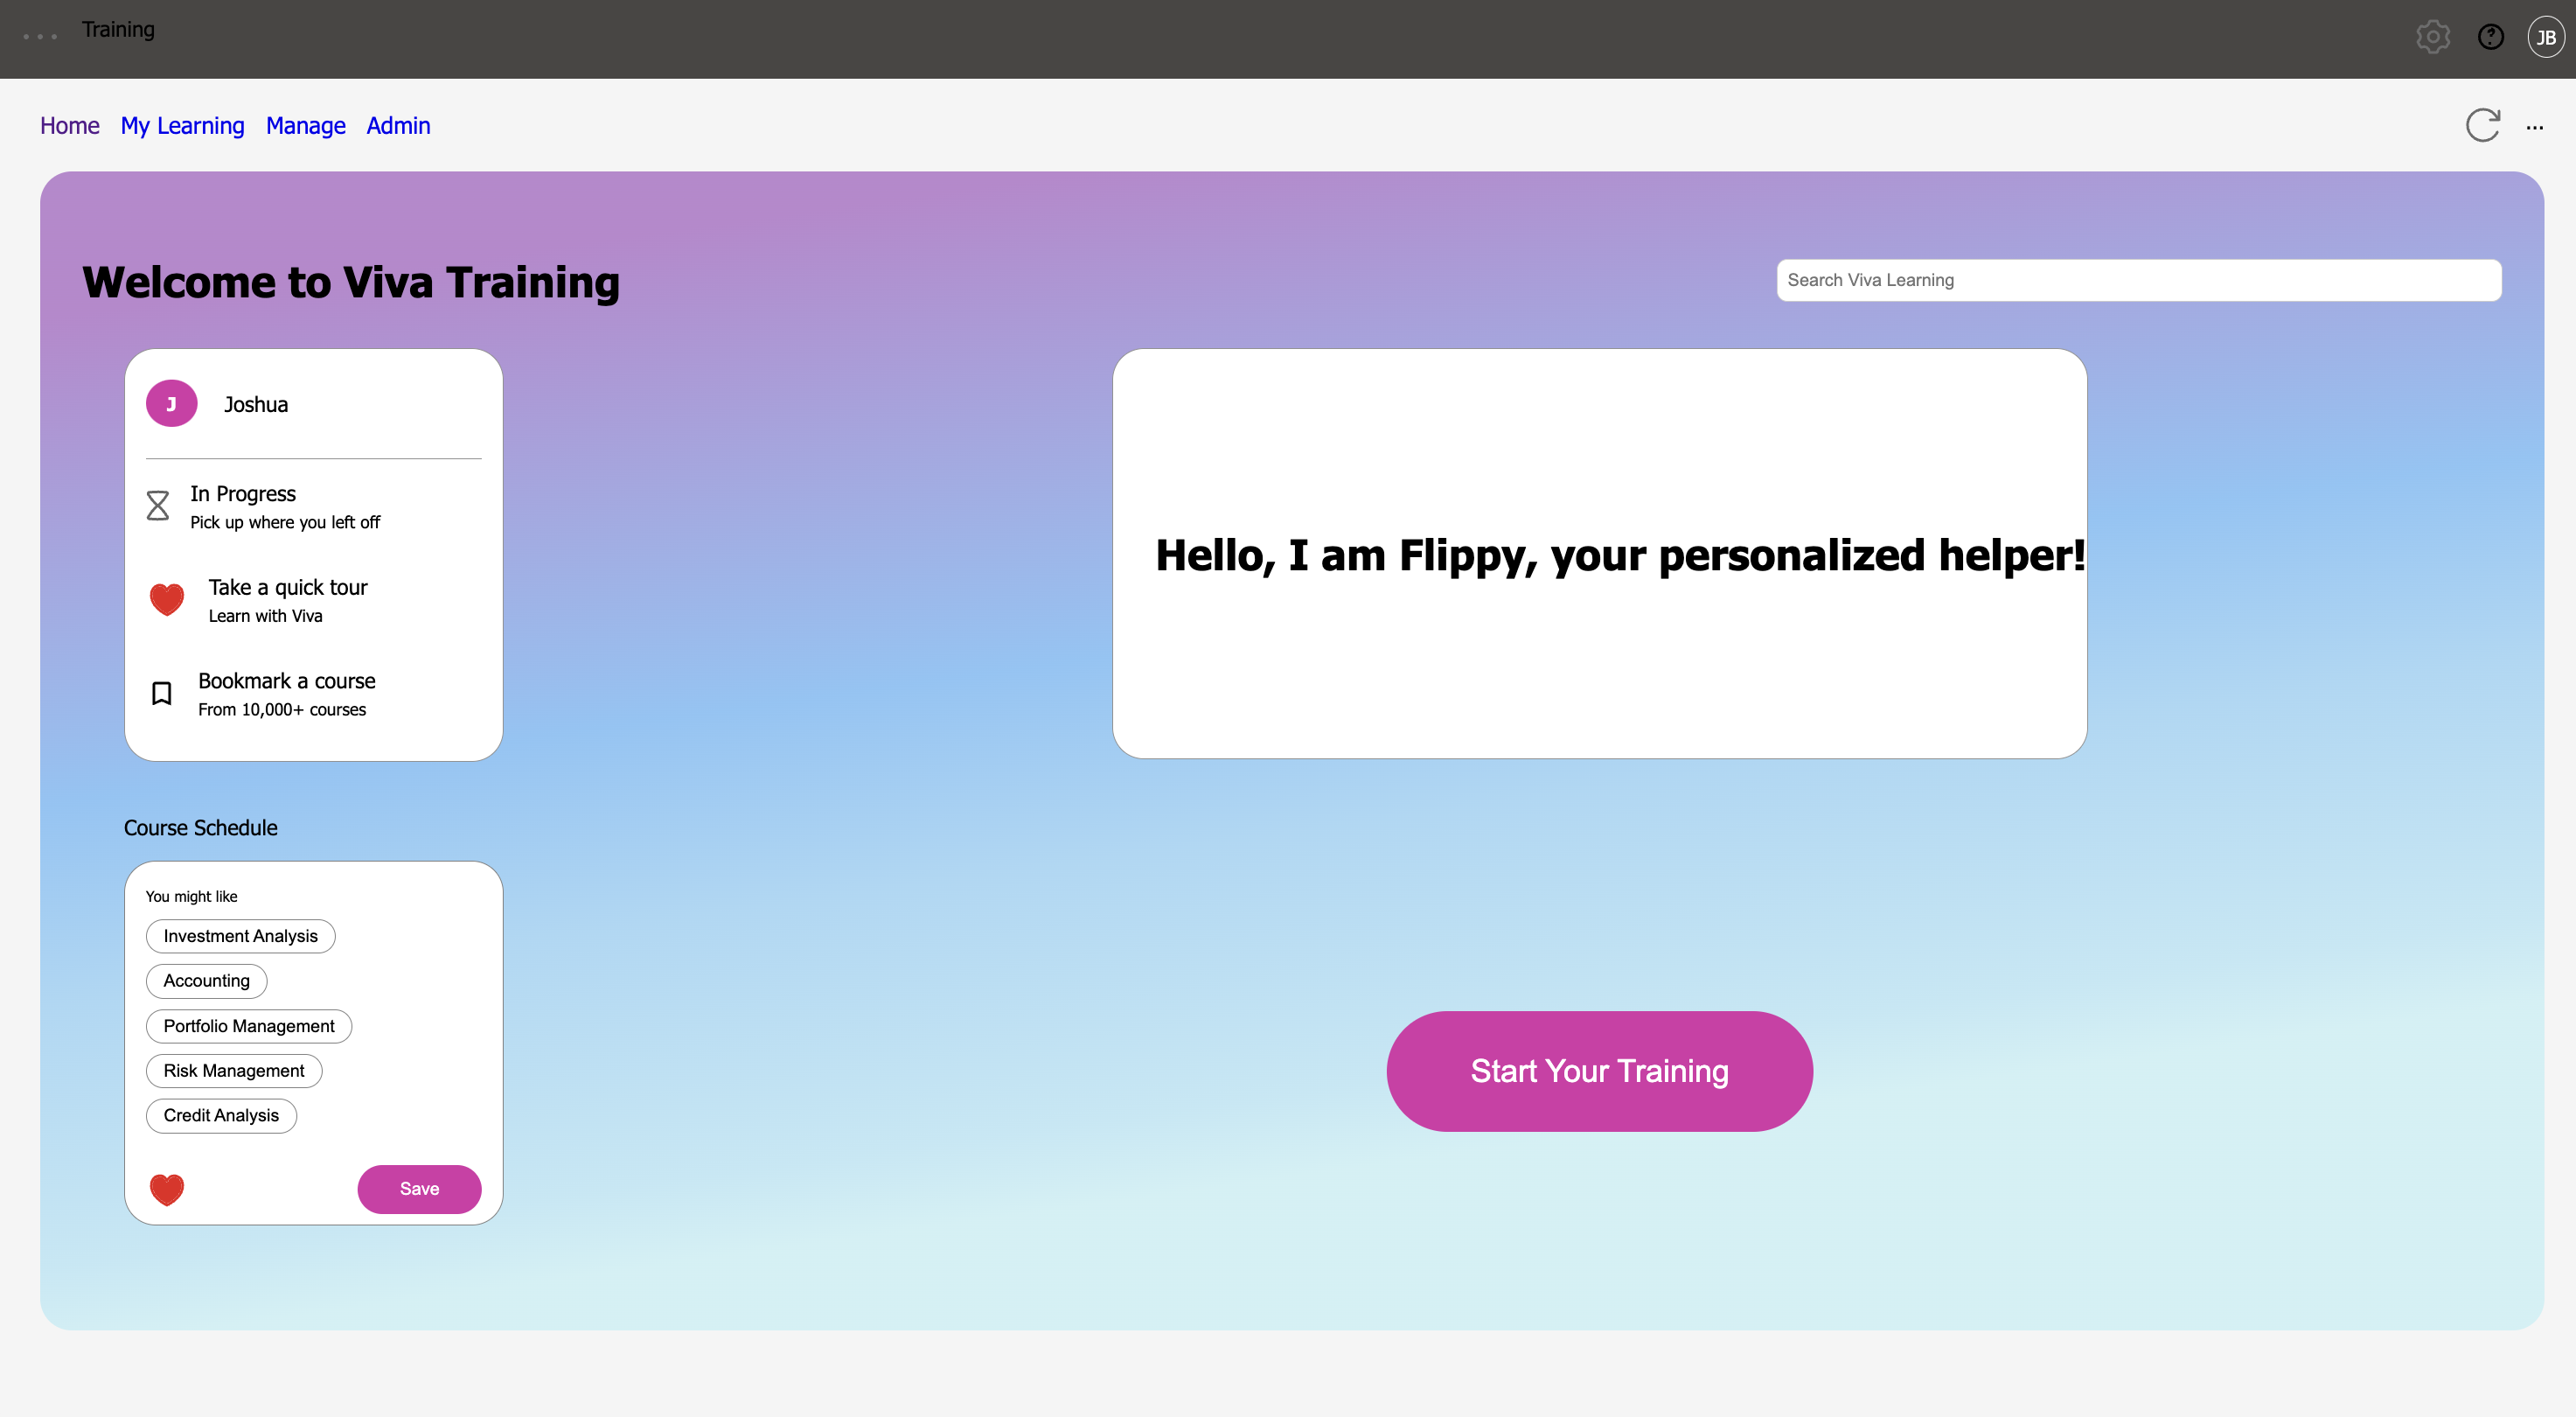 ... Training
JB
Home My Learning Manage Admin
...
Welcome to Viva Training
Search Viva Learning
J Joshua
In Progress
Pick up where you left off
Take a quick tour
Learn with Viva
Bookmark a course
From 10,000+ courses
Hello, I am Flippy, your personalized helper!
Course Schedule
You might like
Investment Analysis
Accounting
Portfolio Management
Risk Management
Credit Analysis
Save
Start Your Training